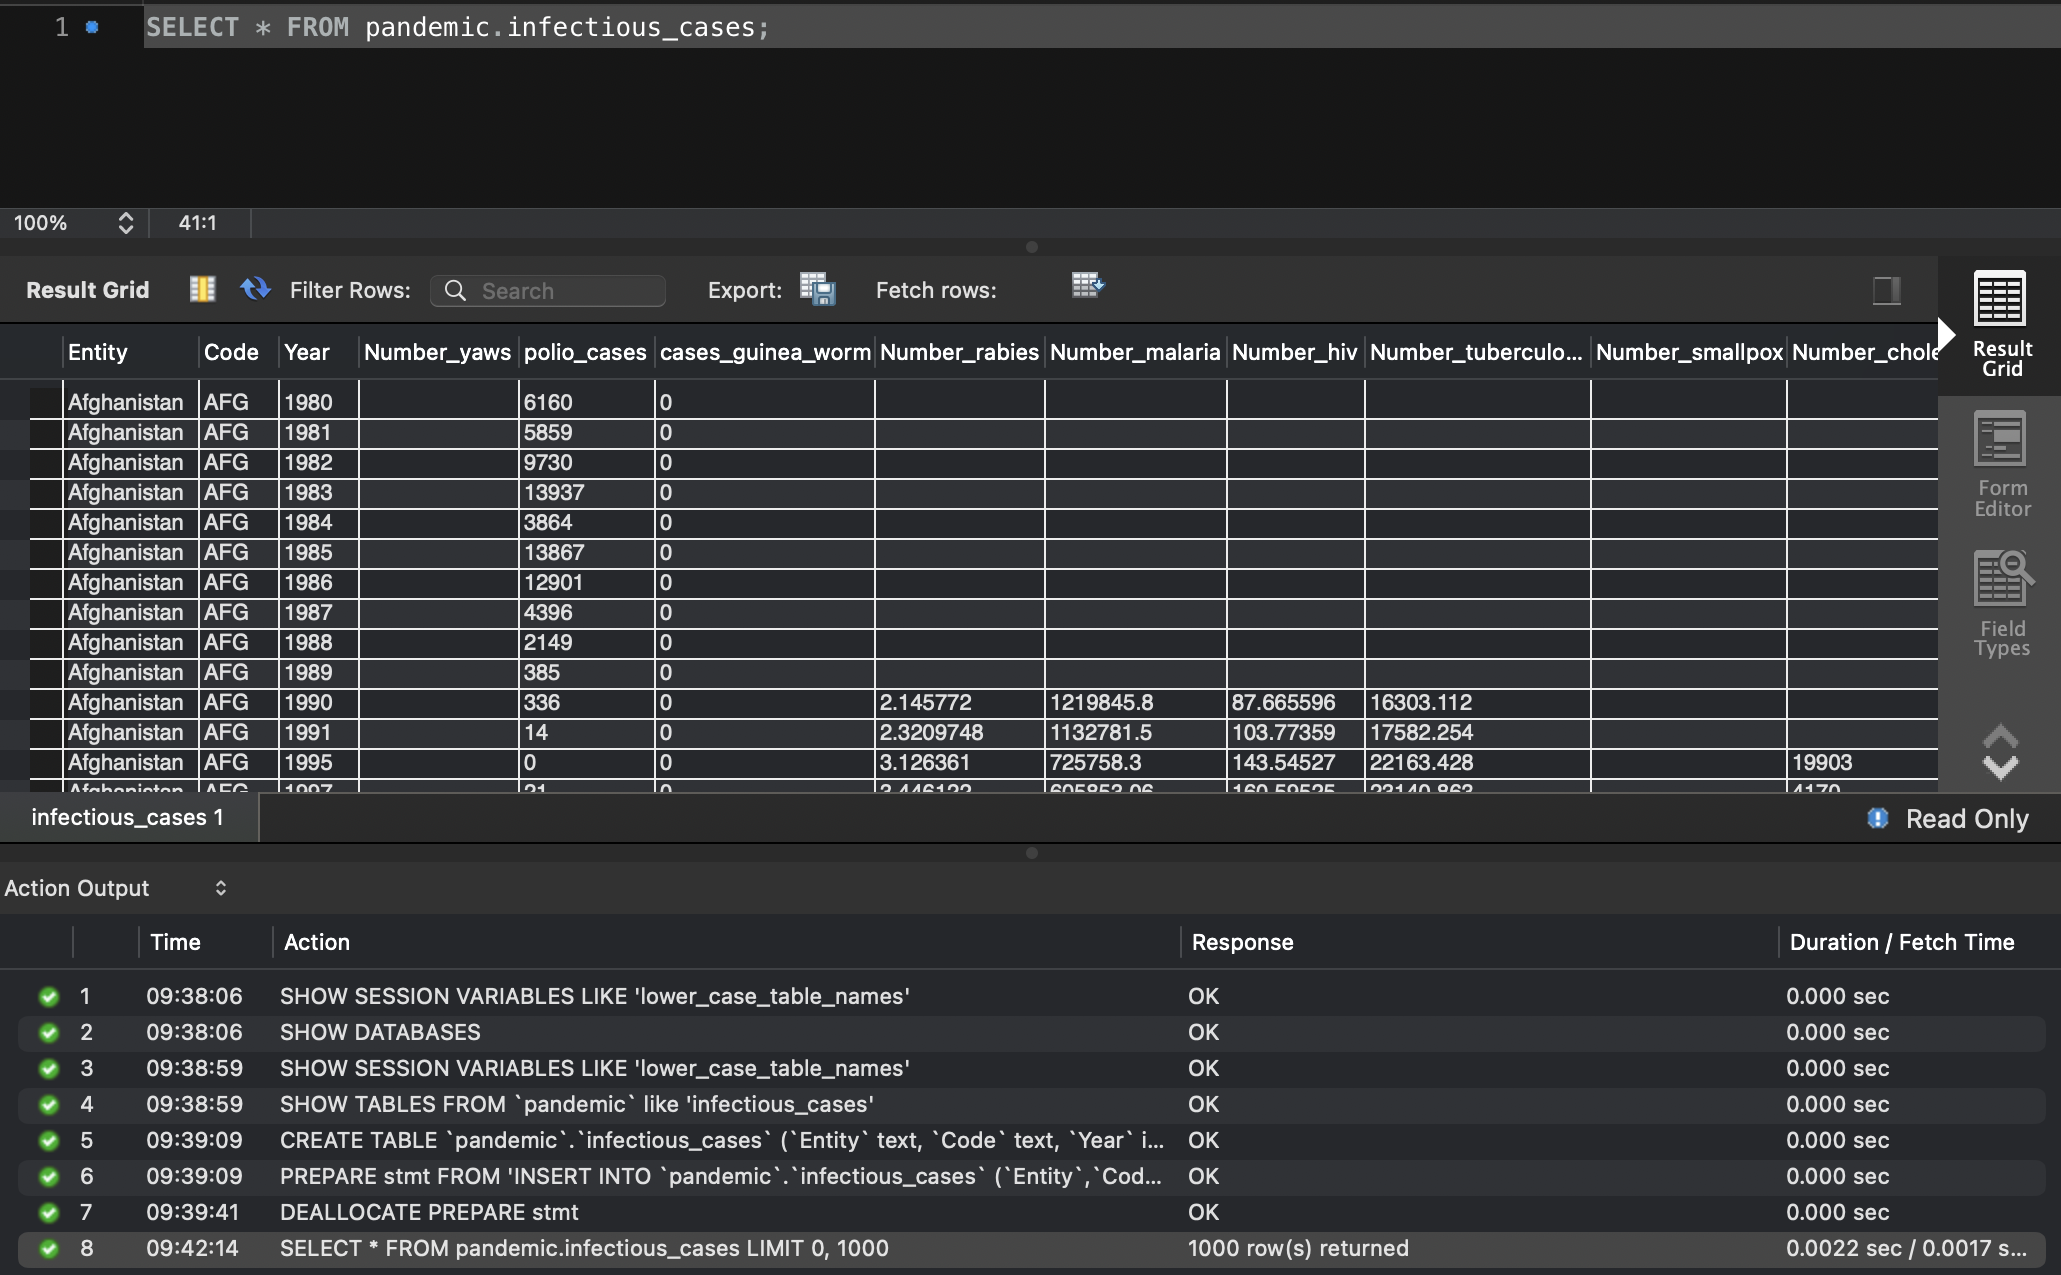 1 SELECT * FROM pandemic.infectious_cases;
100% 41:1
Result Grid Filter Rows: Search Export: Fetch rows:
Result
Grid
Form
Editor
Field
Types
Entity Code Year Number_yaws polio_cases cases_guinea_worm Number_rabies Number_malaria Number_hiv Number_tuberculo... Number_smallpox Number_chole
Afghanistan AFG 1980 6160 0
Afghanistan AFG 1981 5859 0
Afghanistan AFG 1982 9730 0
Afghanistan AFG 1983 13937 0
Afghanistan AFG 1984 3864 0
Afghanistan AFG 1985 13867 0
Afghanistan AFG 1986 12901 0
Afghanistan AFG 1987 4396 0
Afghanistan AFG 1988 2149 0
Afghanistan AFG 1989 385 0
Afghanistan AFG 1990 336 0 2.145772 1219845.8 87.665596 16303.112
Afghanistan AFG 1991 14 0 2.3209748 1132781.5 103.77359 17582.254
Afghanistan AFG 1995 0 0 3.126361 725758.3 143.54527 22163.428 19903
Afghanistan AFG 1997
infectious_cases 1 Read Only
Action Output
Time Action Response Duration / Fetch Time
1 09:38:06 SHOW SESSION VARIABLES LIKE 'lower_case_table_names' OK 0.000 sec
2 09:38:06 SHOW DATABASES OK 0.000 sec
3 09:38:59 SHOW SESSION VARIABLES LIKE 'lower_case_table_names' OK 0.000 sec
4 09:38:59 SHOW TABLES FROM `pandemic` like 'infectious_cases' OK 0.000 sec
5 09:39:09 CREATE TABLE `pandemic`.`infectious_cases` (`Entity` text, `Code` text, `Year` i... OK 0.000 sec
6 09:39:09 PREPARE stmt FROM 'INSERT INTO `pandemic`.`infectious_cases` (`Entity`,`Cod... OK 0.000 sec
7 09:39:41 DEALLOCATE PREPARE stmt OK 0.000 sec
8 09:42:14 SELECT * FROM pandemic.infectious_cases LIMIT 0, 1000 1000 row(s) returned 0.0022 sec / 0.0017 s...